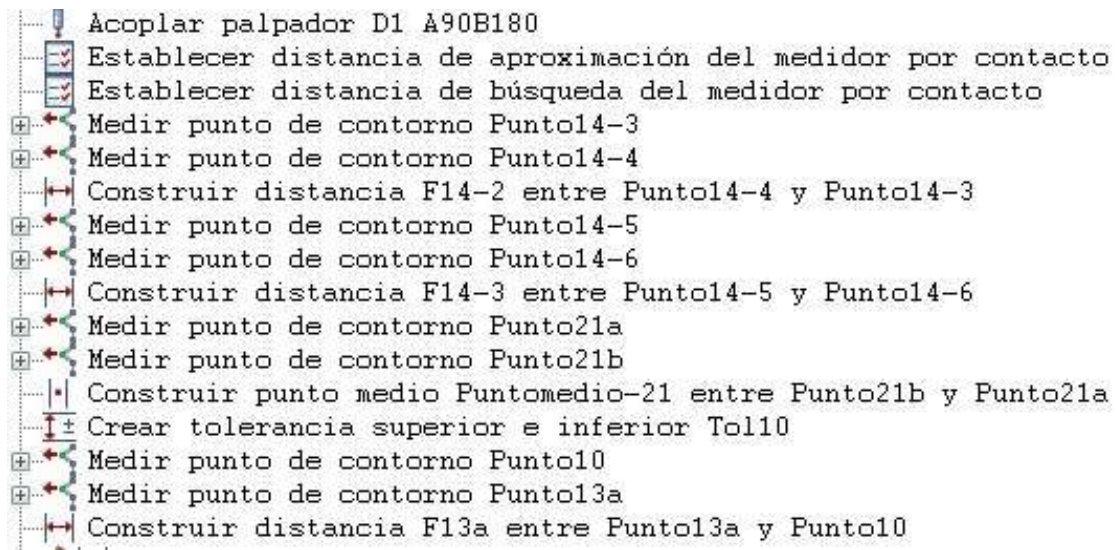 Acoplar palpador D1 A90B180
Establecer distancia de aproximación del medidor por contacto
Establecer distancia de búsqueda del medidor por contacto
Medir punto de contorno Punto14-3
Medir punto de contorno Punto14-4
Construir distancia F14-2 entre Punto14-4 y Punto14-3
Medir punto de contorno Punto14-5
Medir punto de contorno Punto14-6
Construir distancia F14-3 entre Punto14-5 y Punto14-6
Medir punto de contorno Punto21a
Medir punto de contorno Punto21b
Construir punto medio Puntomedio-21 entre Punto21b y Punto21a
Crear tolerancia superior e inferior Tol10
Medir punto de contorno Punto10
Medir punto de contorno Punto13a
Construir distancia F13a entre Punto13a y Punto10